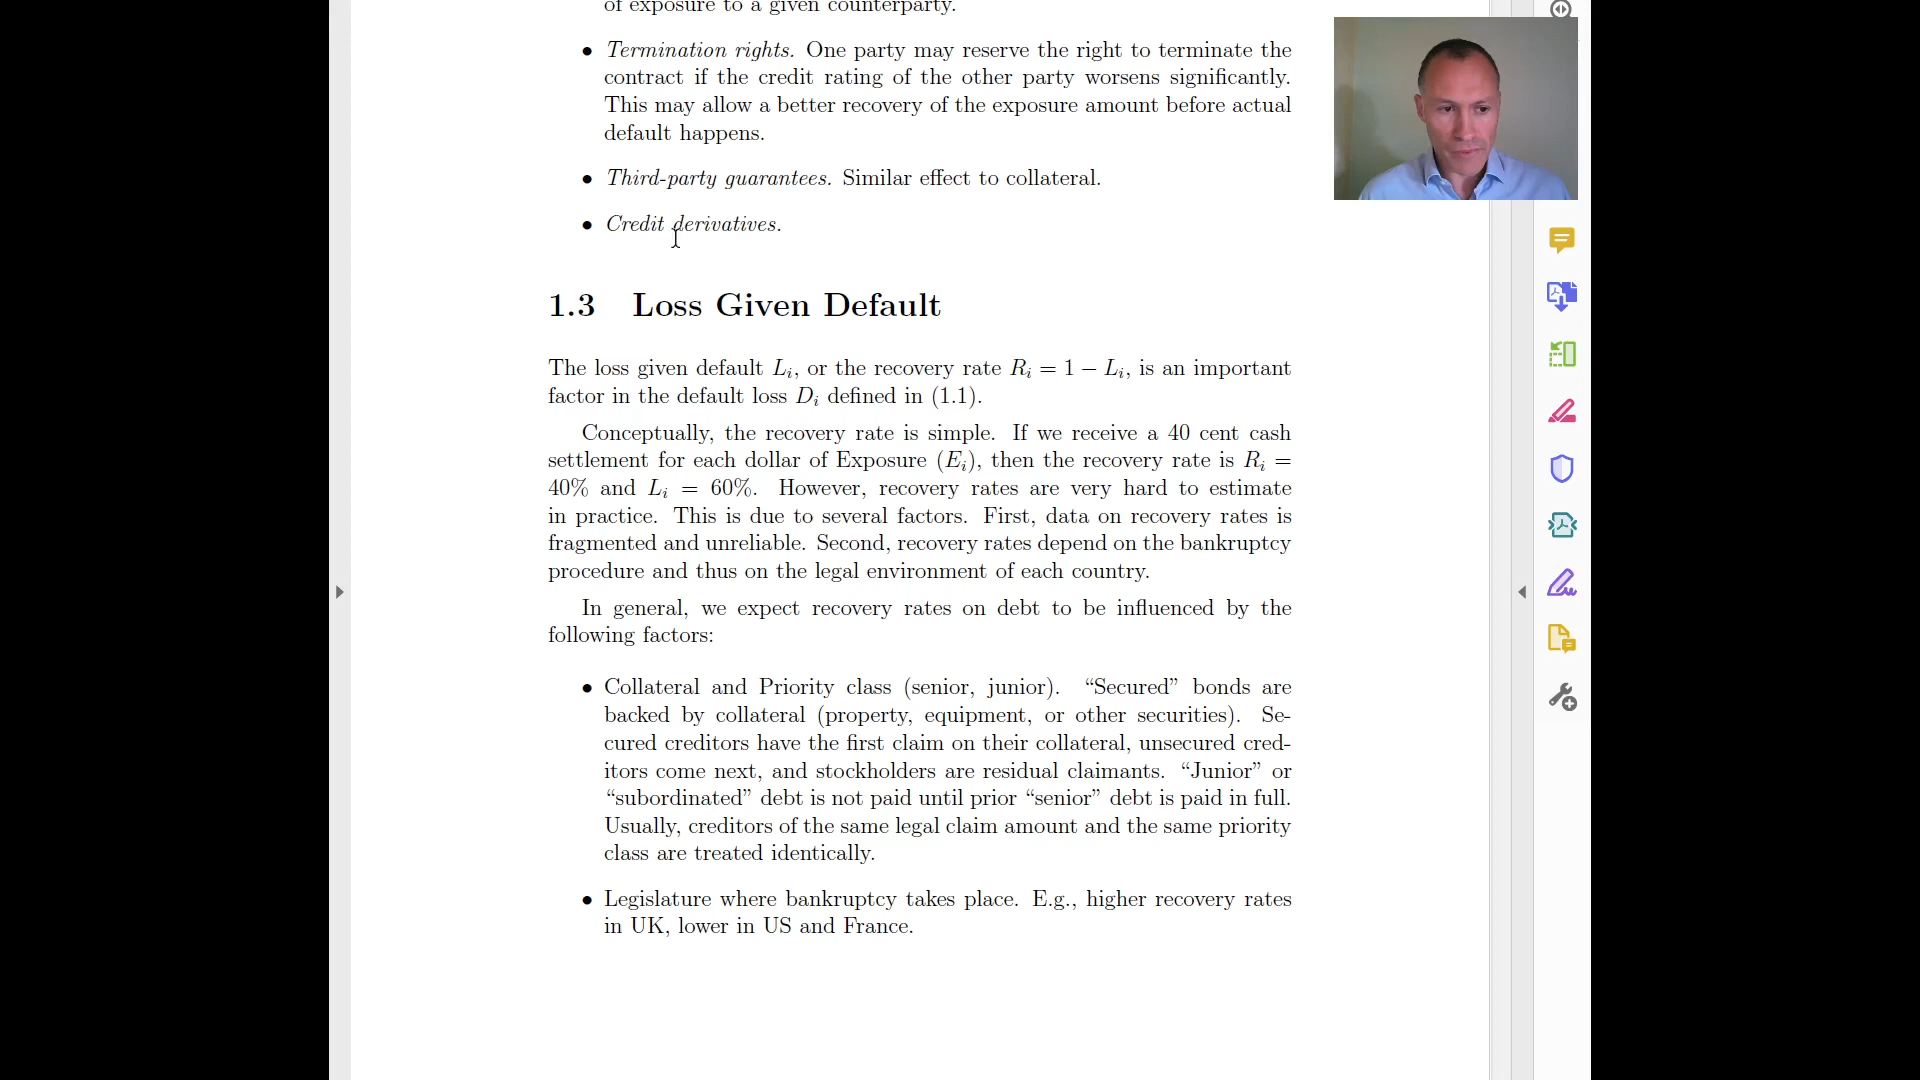 of exposure to a given counterparty.
• Termination rights. One party may reserve the right to terminate the
contract if the credit rating of the other party worsens significantly.
This may allow a better recovery of the exposure amount before actual
default happens.
• Third-party guarantees. Similar effect to collateral.
• Credit derivatives.
1.3 Loss Given Default
The loss given default Lᵢ, or the recovery rate Rᵢ = 1 − Lᵢ, is an important
factor in the default loss Dᵢ defined in (1.1).
Conceptually, the recovery rate is simple. If we receive a 40 cent cash
settlement for each dollar of Exposure (Eᵢ), then the recovery rate is Rᵢ =
40% and Lᵢ = 60%. However, recovery rates are very hard to estimate
in practice. This is due to several factors. First, data on recovery rates is
fragmented and unreliable. Second, recovery rates depend on the bankruptcy
procedure and thus on the legal environment of each country.
In general, we expect recovery rates on debt to be influenced by the
following factors:
• Collateral and Priority class (senior, junior). “Secured” bonds are
backed by collateral (property, equipment, or other securities). Se-
cured creditors have the first claim on their collateral, unsecured cred-
itors come next, and stockholders are residual claimants. “Junior” or
“subordinated” debt is not paid until prior “senior” debt is paid in full.
Usually, creditors of the same legal claim amount and the same priority
class are treated identically.
• Legislature where bankruptcy takes place. E.g., higher recovery rates
in UK, lower in US and France.